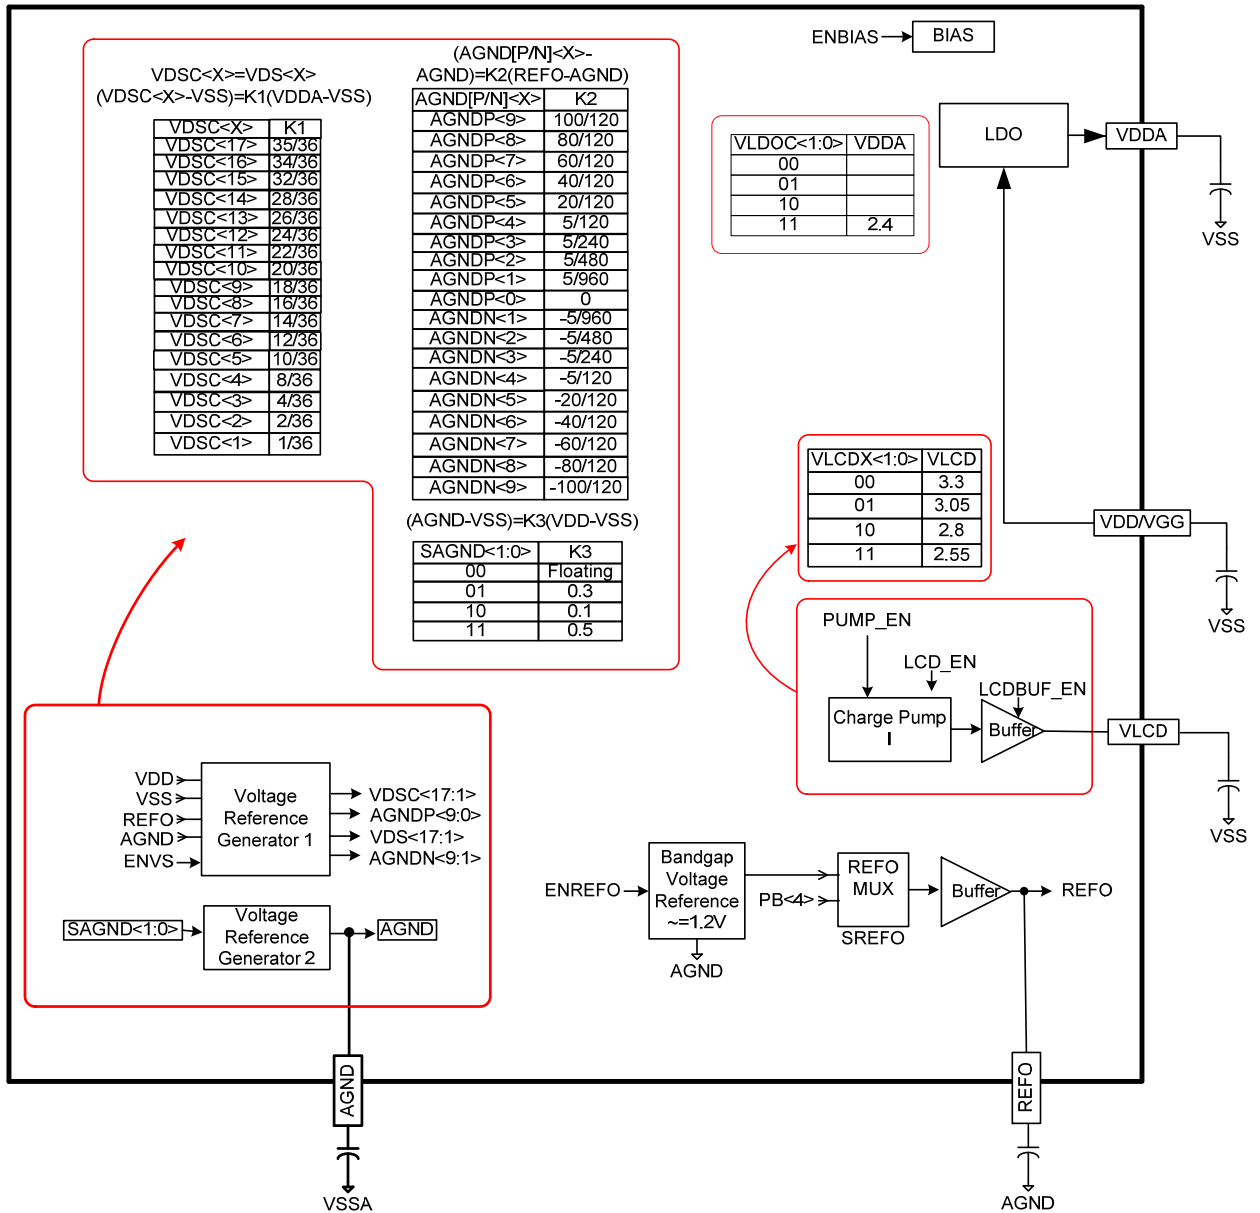 ENBIAS
BIAS
VDSC<X>=VDS<X>
(VDSC<X>-VSS)=K1(VDDA-VSS)
VDSC<X> K1
VDSC<17> 35/36
VDSC<16> 34/36
VDSC<15> 32/36
VDSC<14> 28/36
VDSC<13> 26/36
VDSC<12> 24/36
VDSC<11> 22/36
VDSC<10> 20/36
VDSC<9> 18/36
VDSC<8> 16/36
VDSC<7> 14/36
VDSC<6> 12/36
VDSC<5> 10/36
VDSC<4> 8/36
VDSC<3> 4/36
VDSC<2> 2/36
VDSC<1> 1/36
(AGND[P/N]<X>-
AGND)=K2(REFO-AGND)
AGND[P/N]<X> K2
AGNDP<9> 100/120
AGNDP<8> 80/120
AGNDP<7> 60/120
AGNDP<6> 40/120
AGNDP<5> 20/120
AGNDP<4> 5/120
AGNDP<3> 5/240
AGNDP<2> 5/480
AGNDP<1> 5/960
AGNDP<0> 0
AGNDN<1> -5/960
AGNDN<2> -5/480
AGNDN<3> -5/240
AGNDN<4> -5/120
AGNDN<5> -20/120
AGNDN<6> -40/120
AGNDN<7> -60/120
AGNDN<8> -80/120
AGNDN<9> -100/120
(AGND-VSS)=K3(VDD-VSS)
SAGND<1:0> K3
00 Floating
01 0.3
10 0.1
11 0.5
VLDOC<1:0> VDDA
00
01
10
11 2.4
LDO
VDDA
VSS
VLCDX<1:0> VLCD
00 3.3
01 3.05
10 2.8
11 2.55
VDD/VGG
VSS
PUMP_EN
LCD_EN
LCDBUF_EN
Charge Pump
I
Buffer
VLCD
VSS
VDD
VSS
REFO
AGND
ENVS
Voltage
Reference
Generator 1
VDSC<17:1>
AGNDP<9:0>
VDS<17:1>
AGNDN<9:1>
SAGND<1:0>
Voltage
Reference
Generator 2
AGND
ENREFO
Bandgap
Voltage
Reference
~=1.2V
AGND
PB<4>
REFO
MUX
SREFO
Buffer
REFO
AGND
VSSA
REFO
AGND